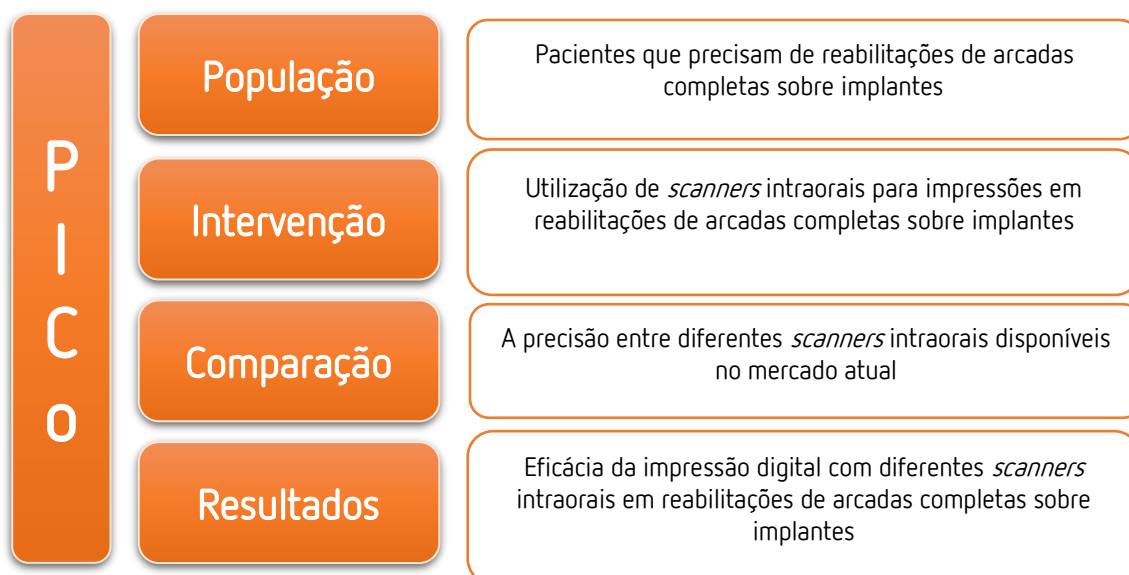 P
I
C
O
População
Pacientes que precisam de reabilitações de arcadas
completas sobre implantes
Intervenção
Utilização de scanners intraorais para impressões em
reabilitações de arcadas completas sobre implantes
Comparação
A precisão entre diferentes scanners intraorais disponíveis
no mercado atual
Resultados
Eficácia da impressão digital com diferentes scanners
intraorais em reabilitações de arcadas completas sobre
implantes